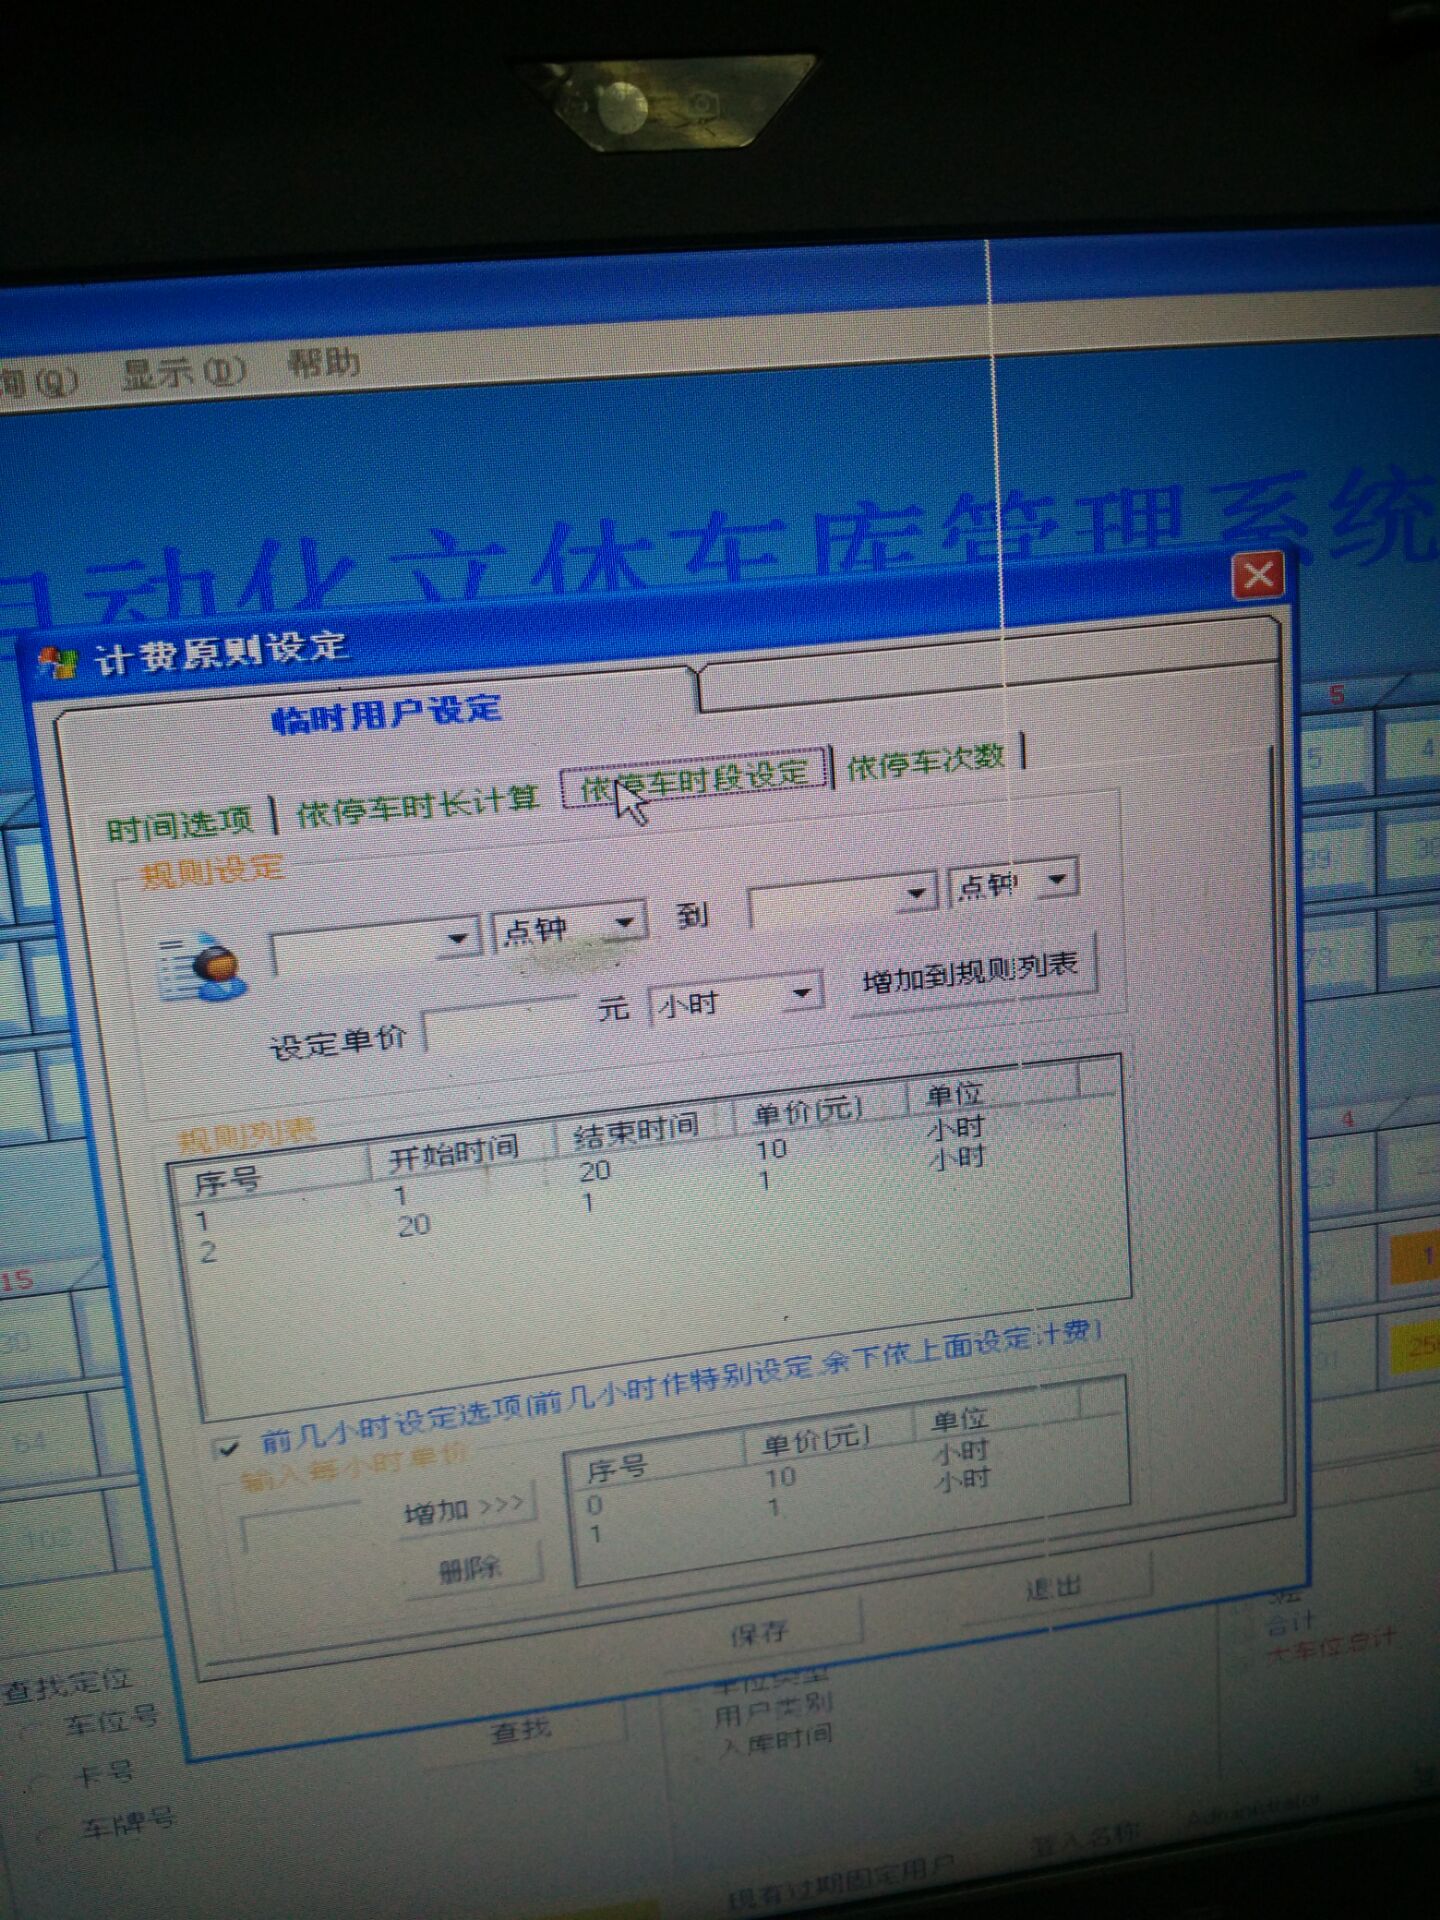 询(Q) 显示(D) 帮助
自动化立体车库管理系统
计费原则设定
临时用户设定
时间选项 依停车时长计算 依停车时段设定 依停车次数
规则设定
点钟 到 点钟
设定单价 元 小时 增加到规则列表
规则列表
序号 开始时间 结束时间 单价(元) 单位
1 1 20 10 小时
2 20 1 1 小时
前几小时设定选项(前几小时作特别设定,余下依上面设定计费)
输入每小时单价
增加 >>>
删除
序号 单价(元) 单位
0 10 小时
1 1 小时
保存 退出
5
5 4
4
15
102
合计
大车位总计
查找定位
车位号
卡号
车牌号
查找
车位类型
用户类别
入库时间
现有过期固定用户
登入名称 Administrator